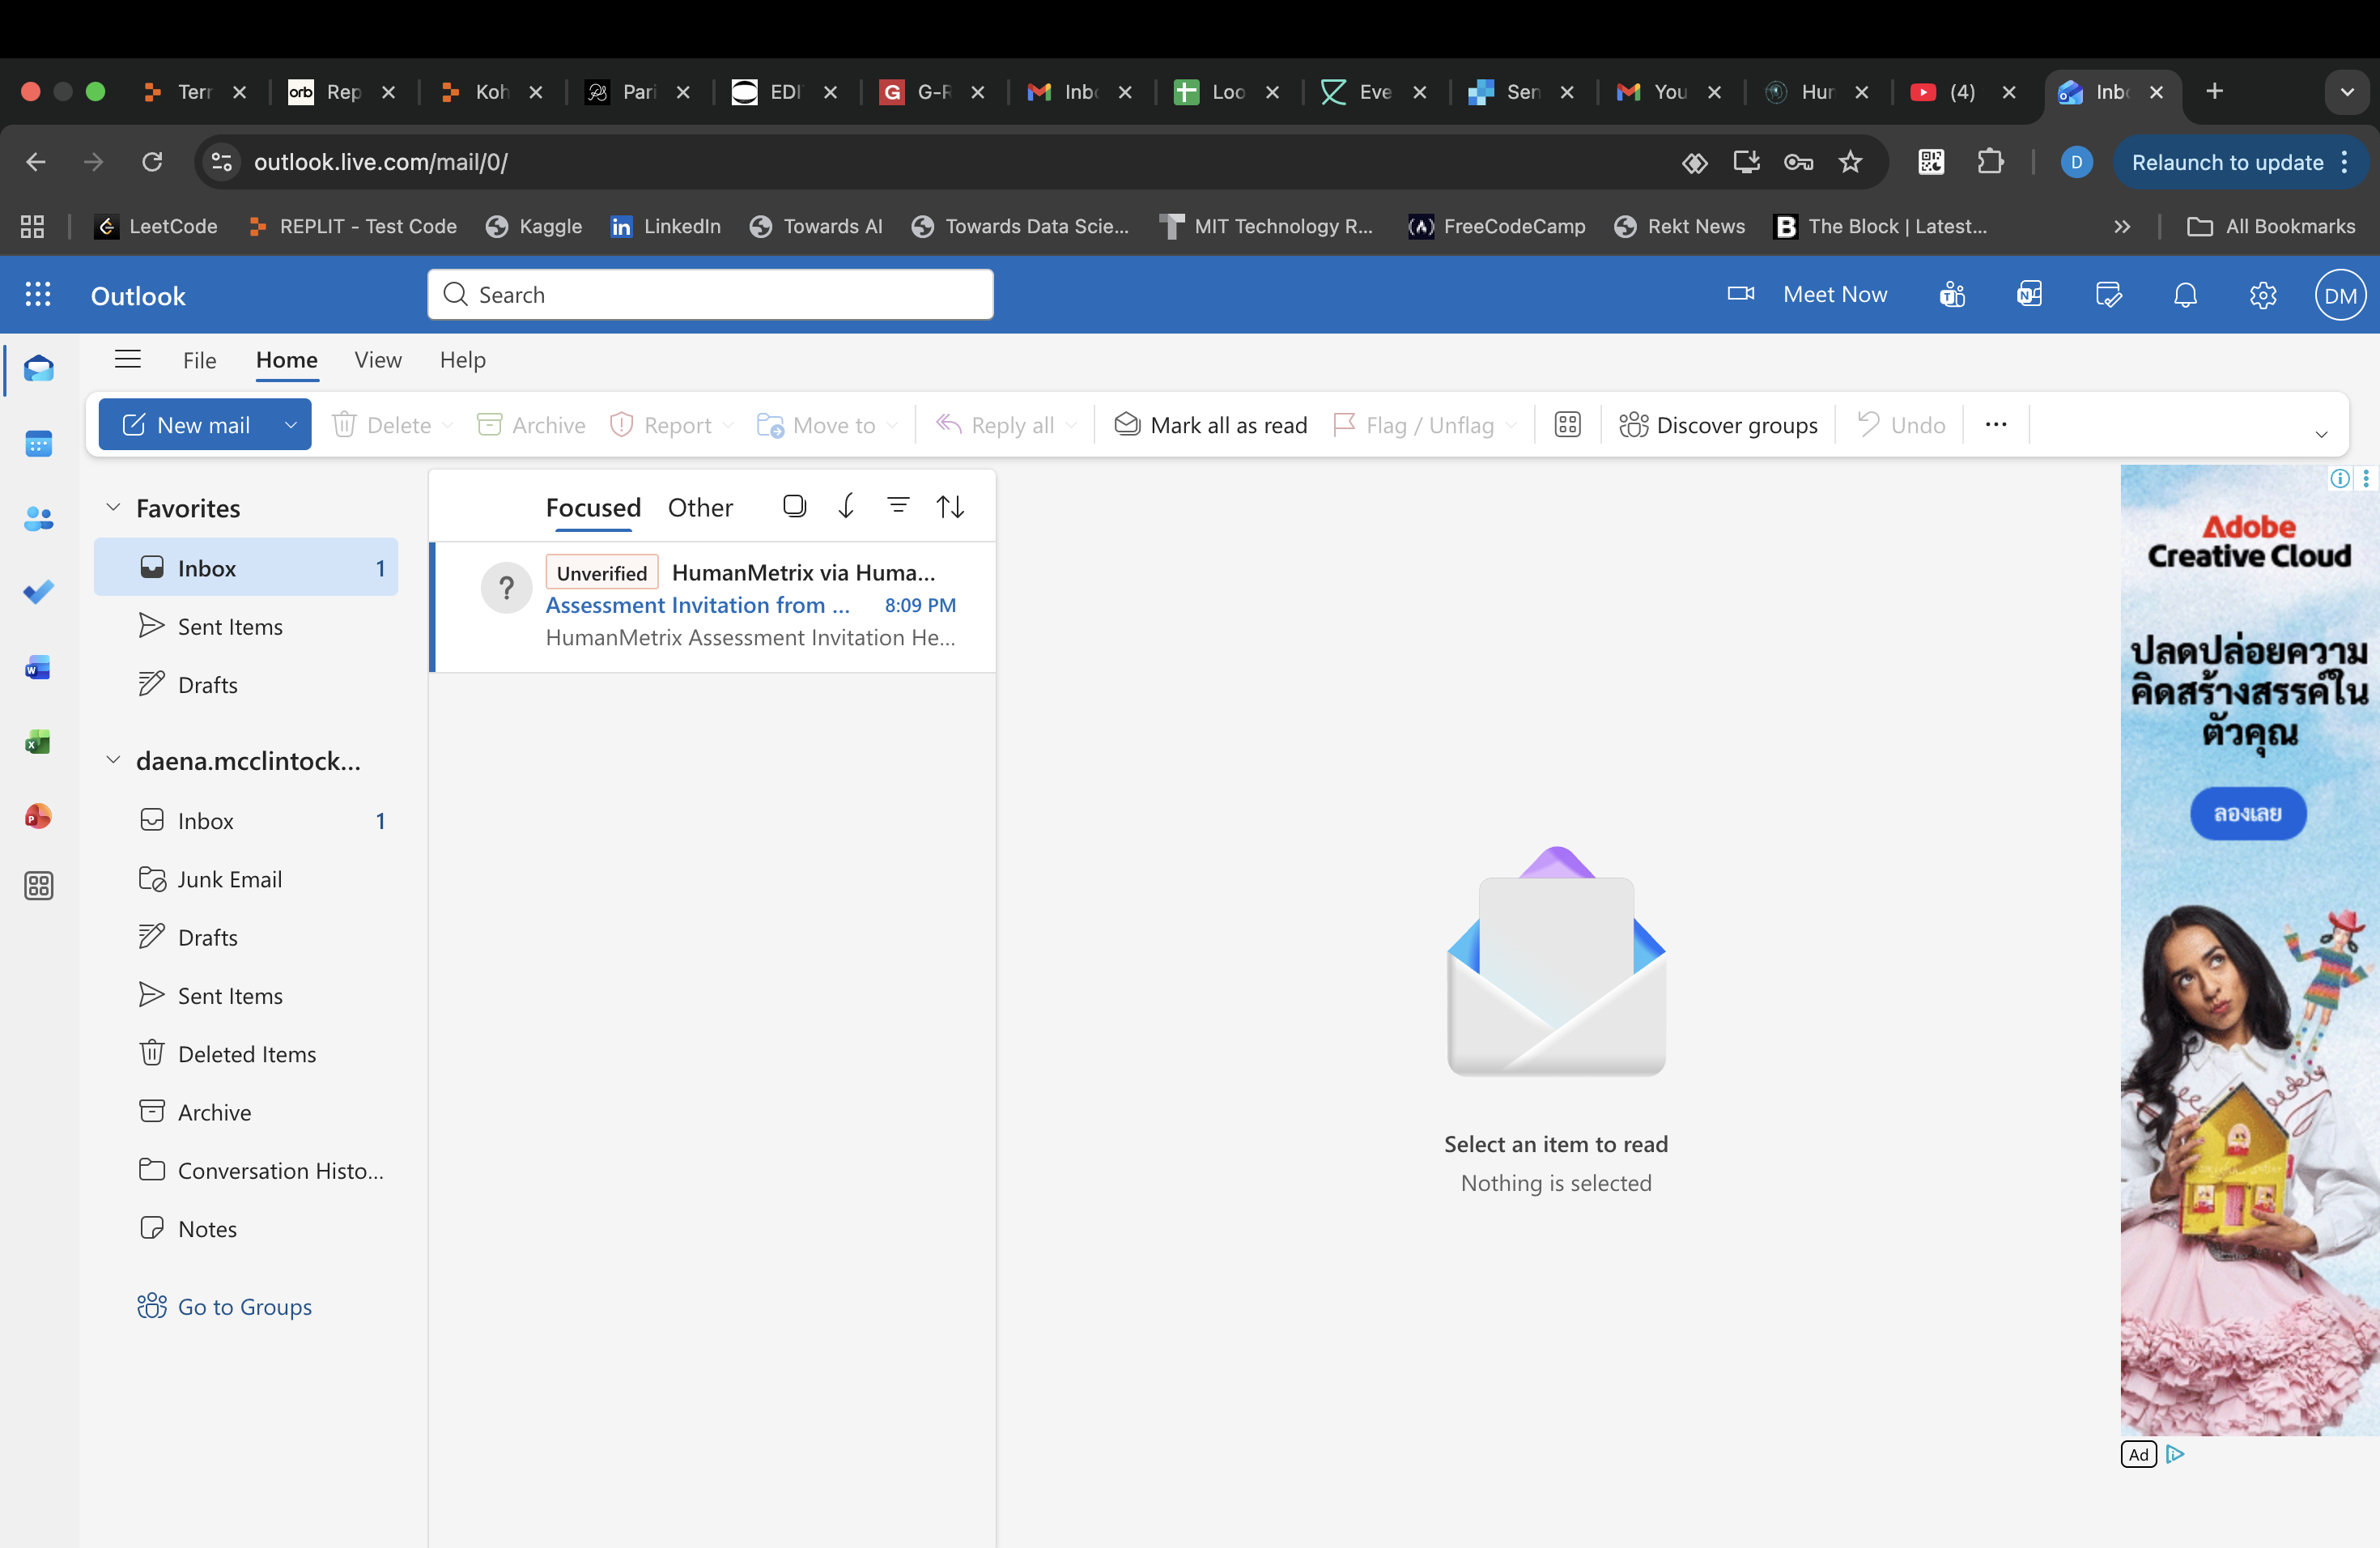 Terr
Rep
Koh
Pari
EDI
G-R
Inbo
Loo
Eve
Sen
You
Hur
(4)
Inbo
outlook.live.com/mail/0/
D
Relaunch to update
LeetCode
REPLIT - Test Code
Kaggle
LinkedIn
Towards AI
Towards Data Scie...
MIT Technology R...
FreeCodeCamp
Rekt News
The Block | Latest...
All Bookmarks
Outlook
Search
Meet Now
DM
File
Home
View
Help
New mail
Delete
Archive
Report
Move to
Reply all
Mark all as read
Flag / Unflag
Discover groups
Undo
Favorites
Inbox 1
Sent Items
Drafts
daena.mcclintock...
Inbox 1
Junk Email
Drafts
Sent Items
Deleted Items
Archive
Conversation Histo...
Notes
Go to Groups
Focused
Other
?
Unverified HumanMetrix via Huma...
Assessment Invitation from ... 8:09 PM
HumanMetrix Assessment Invitation He...
Select an item to read
Nothing is selected
Adobe
Creative Cloud
ปลดปล่อยความ
คิดสร้างสรรค์ใน
ตัวคุณ
ลองเลย
Ad